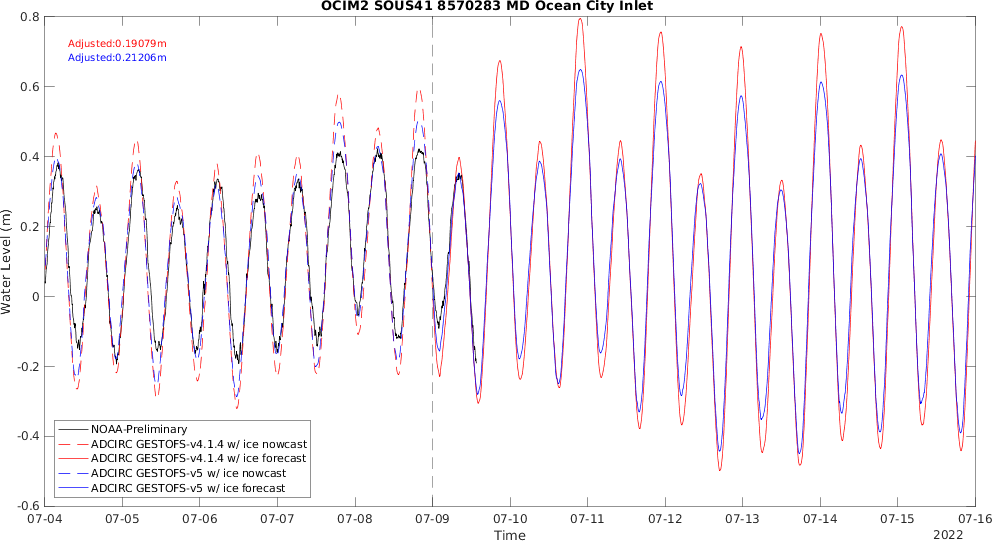 OCIM2 SOUS41 8570283 MD Ocean City Inlet
Adjusted:0.19079m
Adjusted:0.21206m
0.8
0.6
0.4
0.2
0
-0.2
-0.4
-0.6
Water Level (m)
NOAA-Preliminary
ADCIRC GESTOFS-v4.1.4 w/ ice nowcast
ADCIRC GESTOFS-v4.1.4 w/ ice forecast
ADCIRC GESTOFS-v5 w/ ice nowcast
ADCIRC GESTOFS-v5 w/ ice forecast
07-04 07-05 07-06 07-07 07-08 07-09 07-10 07-11 07-12 07-13 07-14 07-15 07-16
Time
2022